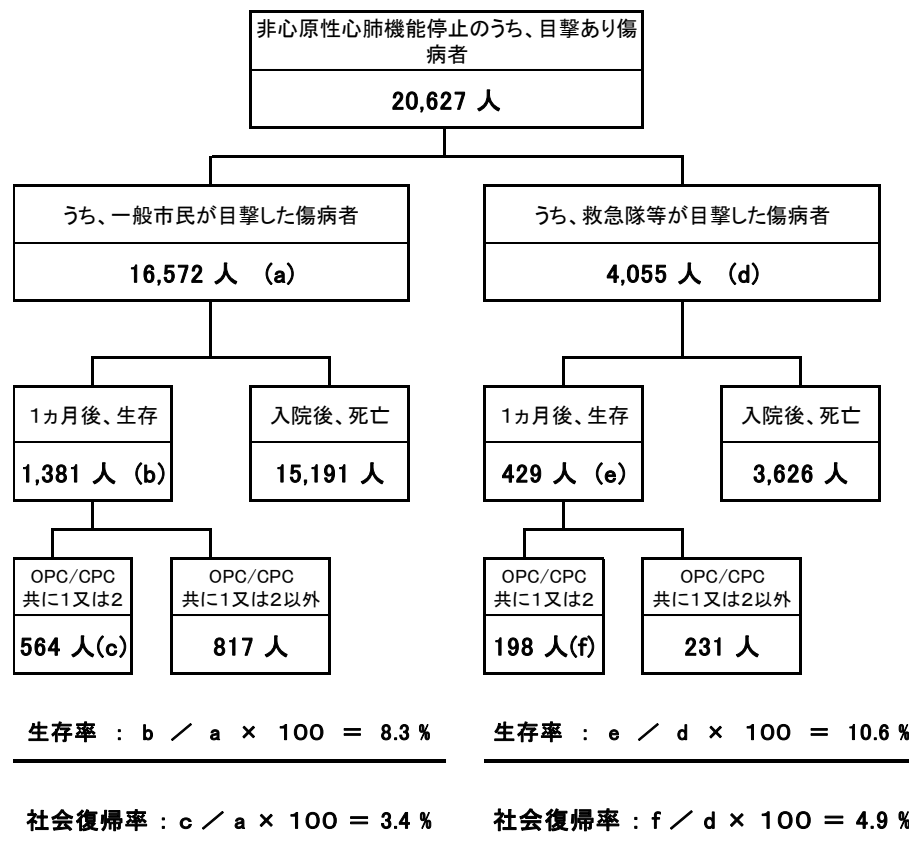 非心原性心肺機能停止のうち、目撃あり傷
病者
20,627 人
うち、一般市民が目撃した傷病者
16,572 人 (a)
うち、救急隊等が目撃した傷病者
4,055 人 (d)
1ヵ月後、生存
1,381 人 (b)
入院後、死亡
15,191 人
1ヵ月後、生存
429 人 (e)
入院後、死亡
3,626 人
OPC/CPC
共に1又は2
564 人(c)
OPC/CPC
共に1又は2以外
817 人
OPC/CPC
共に1又は2
198 人(f)
OPC/CPC
共に1又は2以外
231 人
生存率 : b / a × 100 = 8.3 %
生存率 : e / d × 100 = 10.6 %
社会復帰率 : c / a × 100 = 3.4 %
社会復帰率 : f / d × 100 = 4.9 %